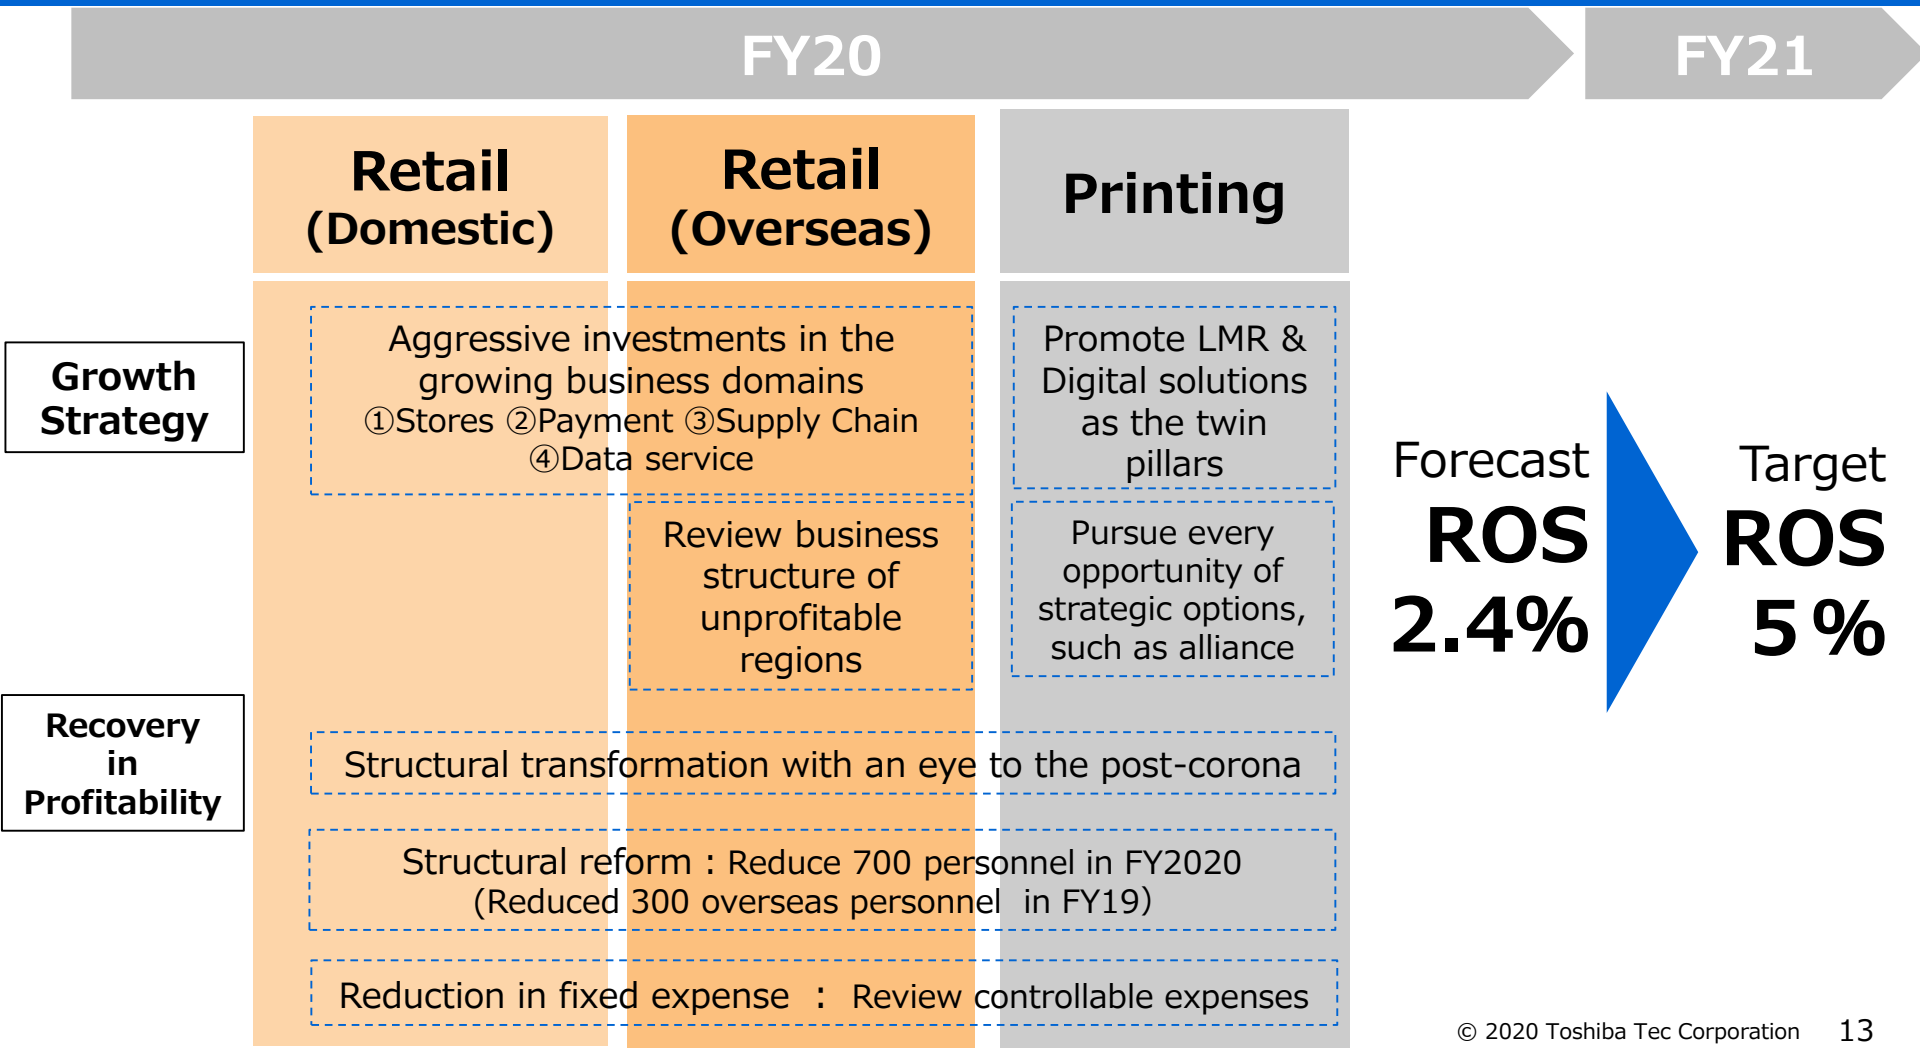 FY20
FY21
Retail
(Domestic)
Retail
(Overseas)
Printing
Growth
Strategy
Aggressive investments in the
growing business domains
①Stores ②Payment ③Supply Chain
④Data service
Promote LMR &
Digital solutions
as the twin
pillars
Review business
structure of
unprofitable
regions
Pursue every
opportunity of
strategic options,
such as alliance
Recovery
in
Profitability
Structural transformation with an eye to the post-corona
Structural reform : Reduce 700 personnel in FY2020
(Reduced 300 overseas personnel in FY19）
Reduction in fixed expense ： Review controllable expenses
Forecast
ROS
2.4%
Target
ROS
5%
© 2020 Toshiba Tec Corporation 13